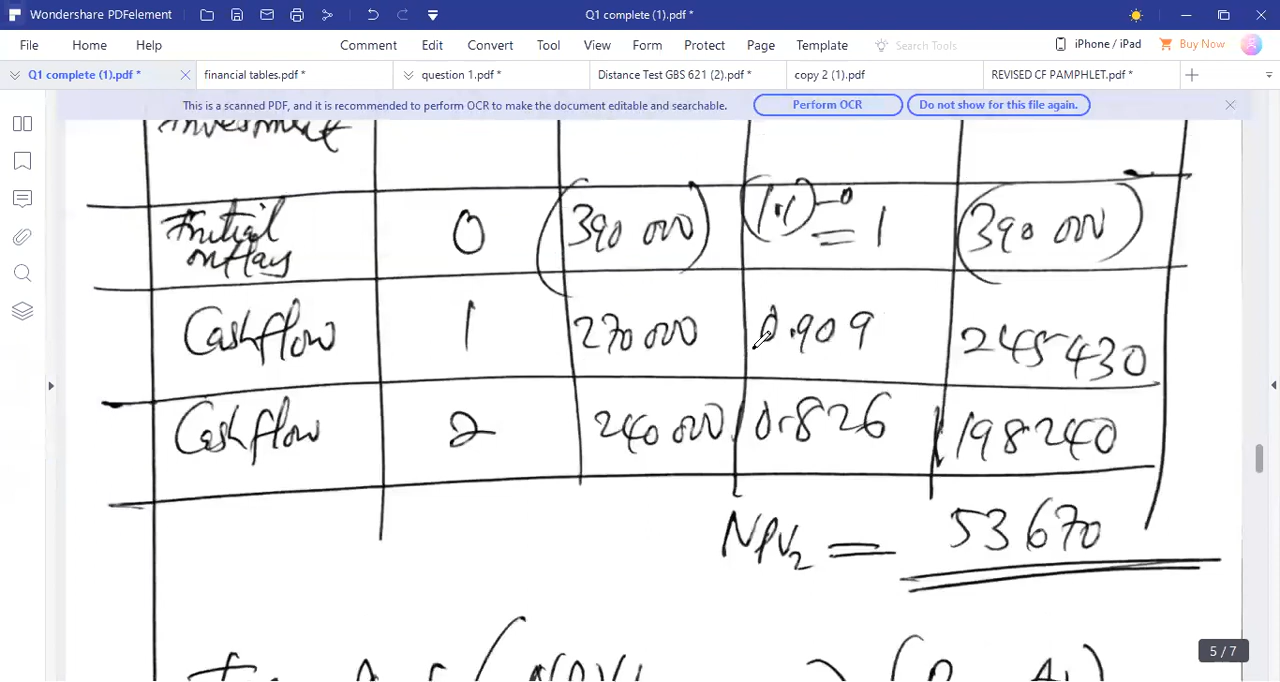 Wondershare PDFelement
Q1 complete (1).pdf *
File Home Help Comment Edit Convert Tool View Form Protect Page Template Search Tools iPhone / iPad Buy Now
Q1 complete (1).pdf * financial tables.pdf * question 1.pdf * Distance Test GBS 621 (2).pdf * copy 2 (1).pdf REVISED CF PAMPHLET.pdf *
This is a scanned PDF, and it is recommended to perform OCR to make the document editable and searchable. Perform OCR Do not show for this file again.
Investment
Initial 0 (390 000) (1.1)^-0 = 1 (390 000)
Cashflow 1 270 000 0.909 245 430
Cashflow 2 240 000 0.826 198240
NPV2 = 53 670
5 / 7